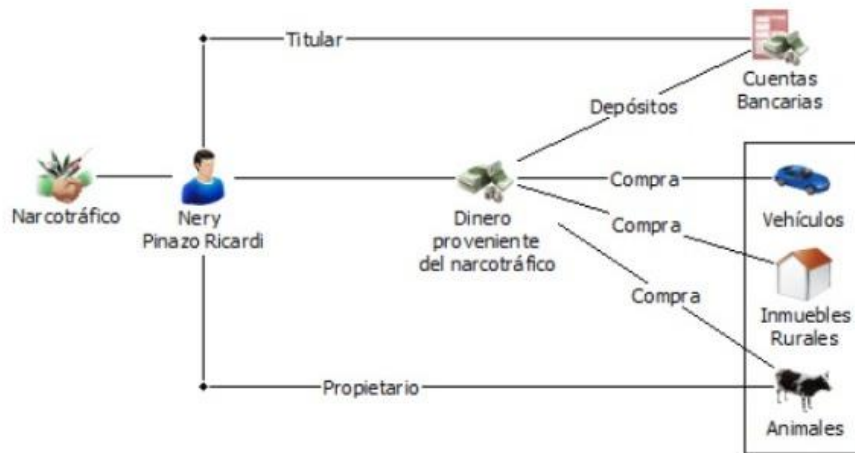 Titular
Cuentas
Bancarias
Depósitos
Narcotráfico
Nery
Pinazo Ricardi
Dinero
proveniente
del narcotráfico
Compra
Vehículos
Compra
Inmuebles
Rurales
Compra
Propietario
Animales